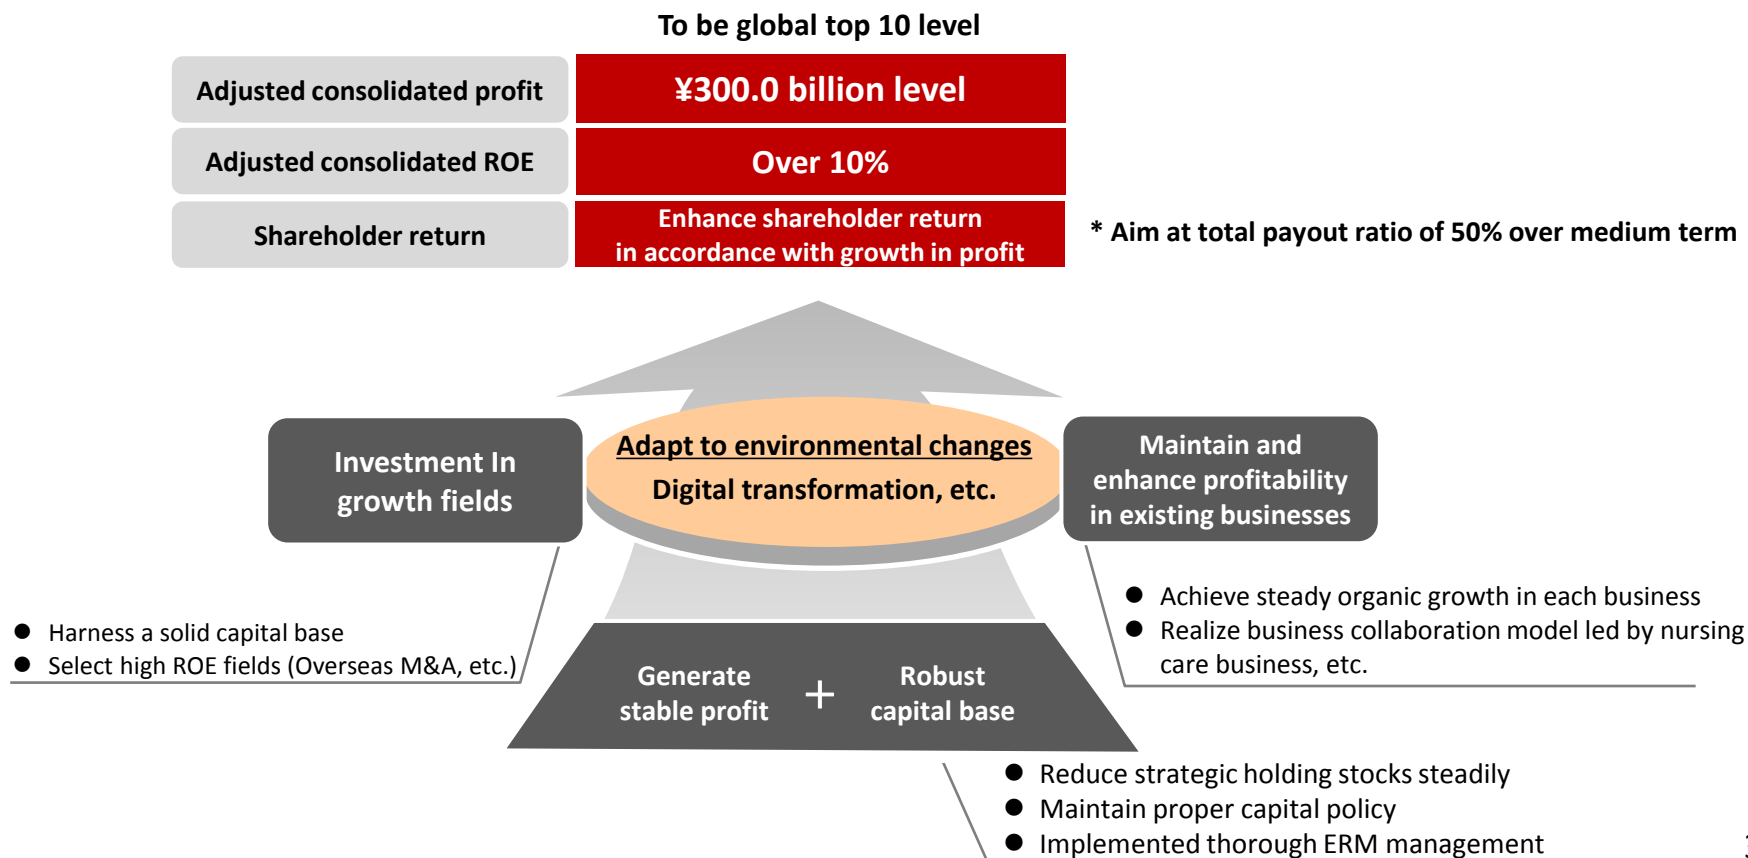 To be global top 10 level
Adjusted consolidated profit
¥300.0 billion level
Adjusted consolidated ROE
Over 10%
Shareholder return
Enhance shareholder return
in accordance with growth in profit
* Aim at total payout ratio of 50% over medium term
Investment In
growth fields
Adapt to environmental changes
Digital transformation, etc.
Maintain and
enhance profitability
in existing businesses
● Harness a solid capital base
● Select high ROE fields (Overseas M&A, etc.)
● Achieve steady organic growth in each business
● Realize business collaboration model led by nursing
care business, etc.
Generate
stable profit
+
Robust
capital base
● Reduce strategic holding stocks steadily
● Maintain proper capital policy
● Implemented thorough ERM management